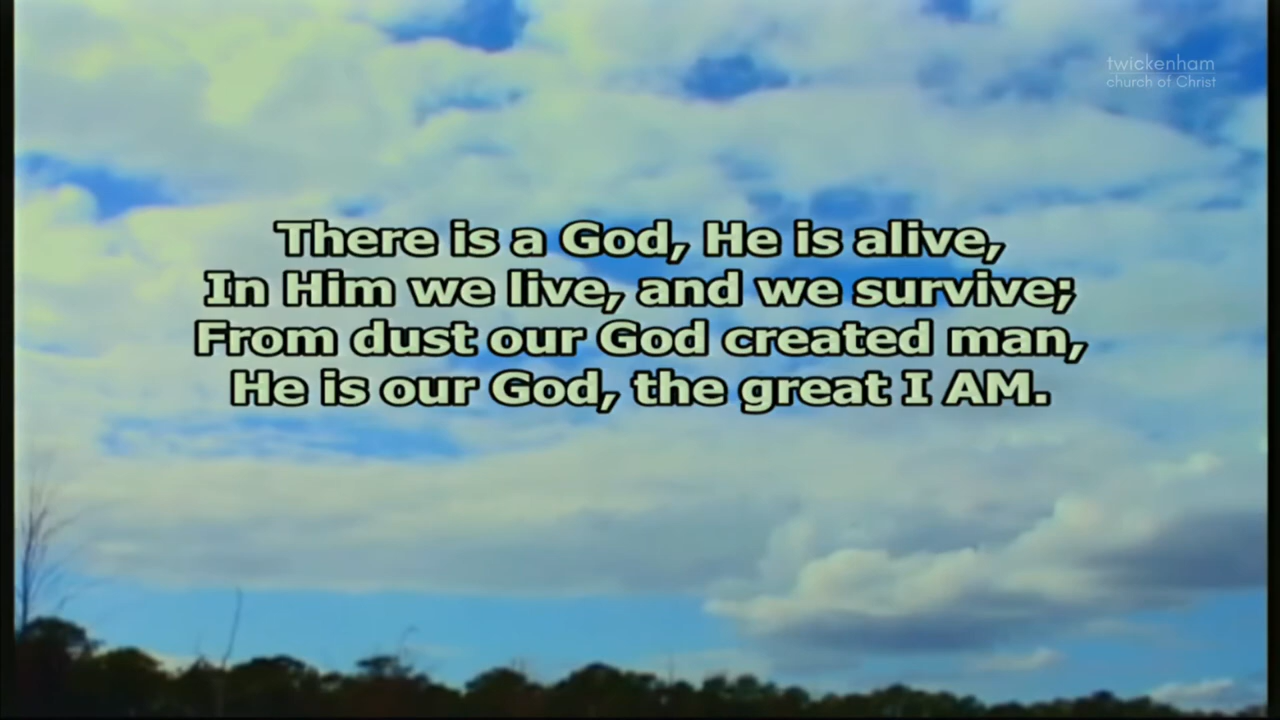 twickenham
church of Christ
There is a God, He is alive,
In Him we live, and we survive;
From dust our God created man,
He is our God, the great I AM.